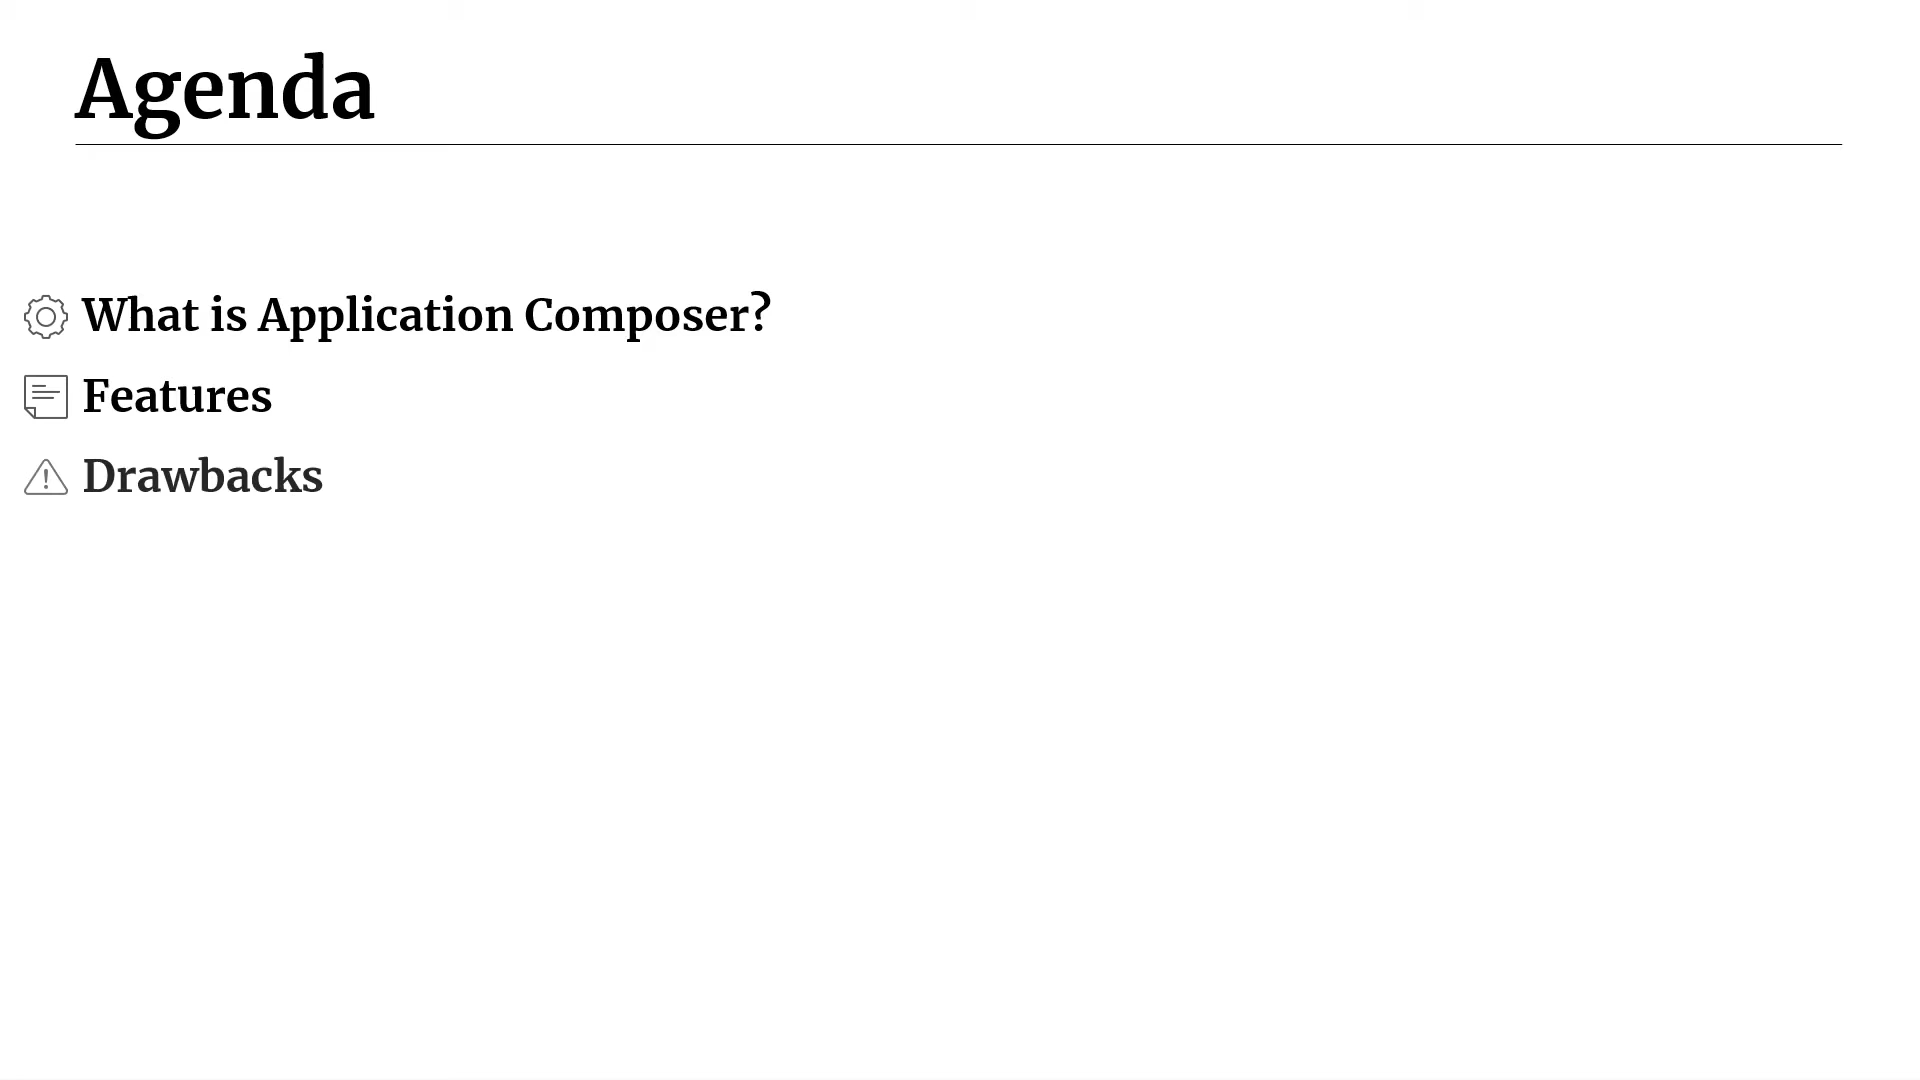 Agenda
What is Application Composer?
Features
Drawbacks